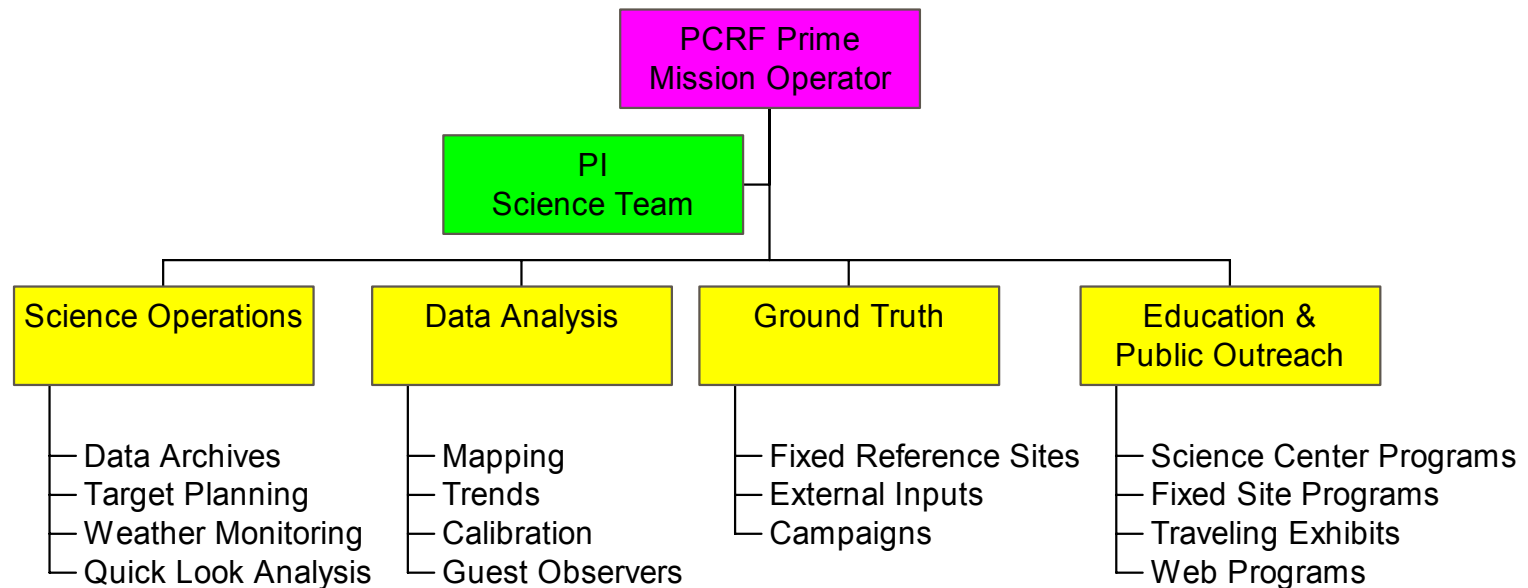 PCRF Prime
Mission Operator
PI
Science Team
Science Operations
Data Archives
Target Planning
Weather Monitoring
Quick Look Analysis
Data Analysis
Mapping
Trends
Calibration
Guest Observers
Ground Truth
Fixed Reference Sites
External Inputs
Campaigns
Education &
Public Outreach
Science Center Programs
Fixed Site Programs
Traveling Exhibits
Web Programs